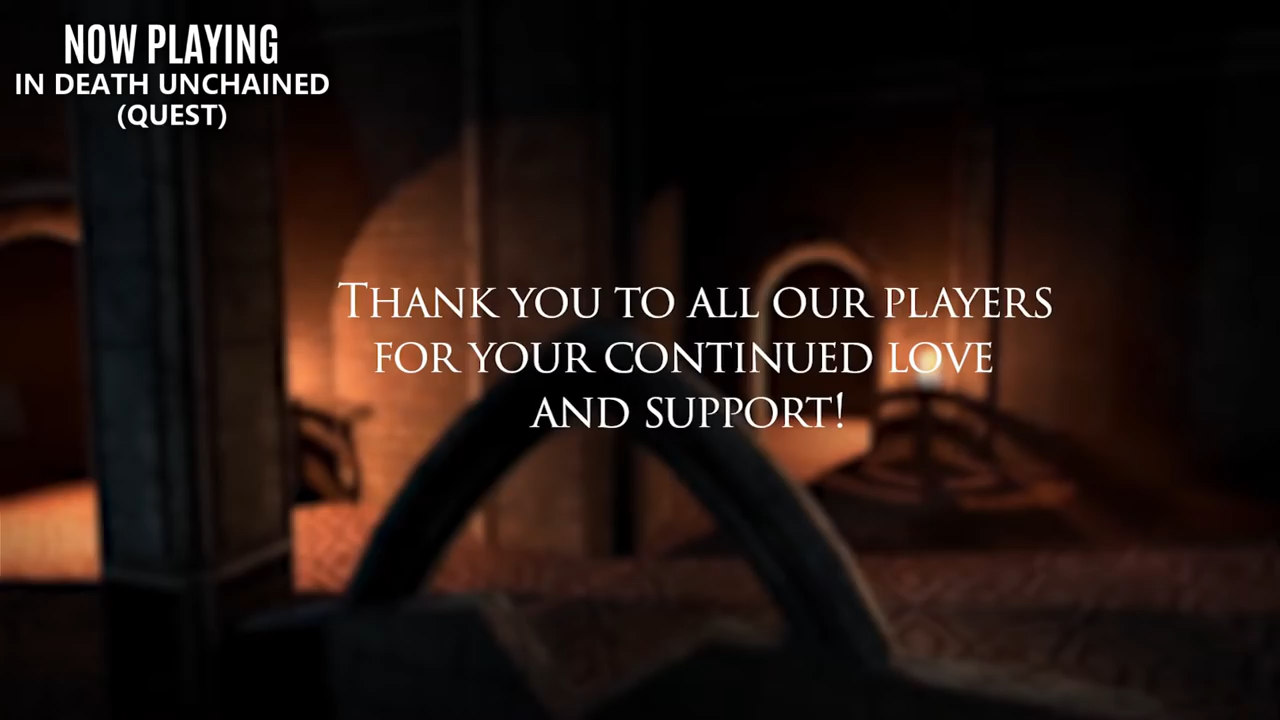 NOW PLAYING
IN DEATH UNCHAINED
(QUEST)
THANK YOU TO ALL OUR PLAYERS
FOR YOUR CONTINUED LOVE
AND SUPPORT!